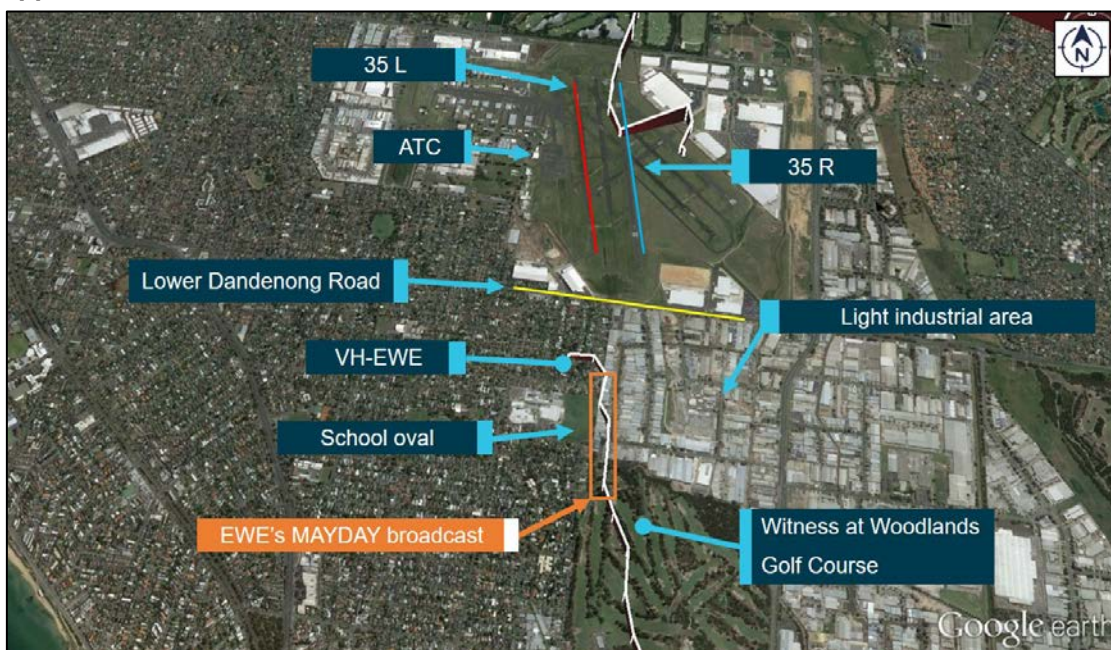 N
35 L
ATC
35 R
Lower Dandenong Road
Light industrial area
VH-EWE
School oval
EWE's MAYDAY broadcast
Witness at Woodlands
Golf Course
Google earth